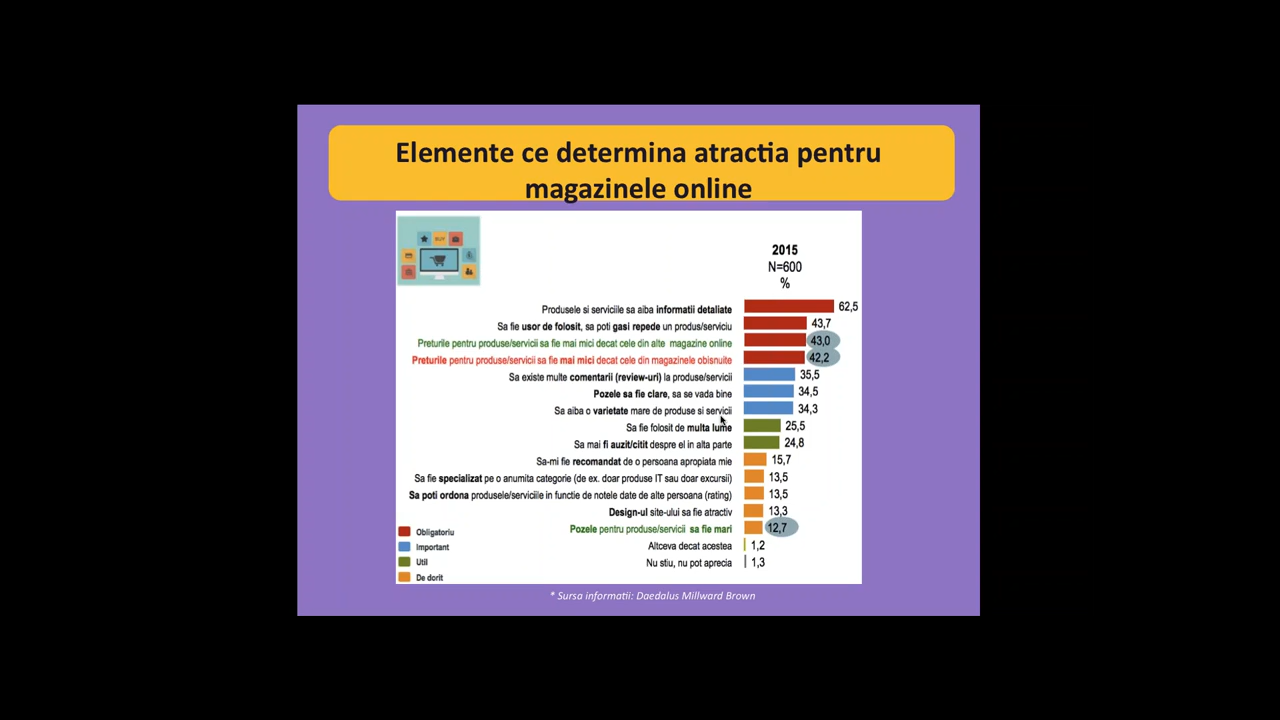 Elemente ce determina atractia pentru
magazinele online
BUY
2015
N=600
%
Produsele si serviciile sa aiba informatii detaliate 62,5
Sa fie usor de folosit, sa poti gasi repede un produs/serviciu 43,7
Preturile pentru produse/servicii sa fie mai mici decat cele din alte magazine online 43,0
Preturile pentru produse/servicii sa fie mai mici decat cele din magazinele obisnuite 42,2
Sa existe multe comentarii (review-uri) la produse/servicii 35,5
Pozele sa fie clare, sa se vada bine 34,5
Sa aiba o varietate mare de produse si servicii 34,3
Sa fie folosit de multa lume 25,5
Sa mai fi auzit/citit despre el in alta parte 24,8
Sa-mi fie recomandat de o persoana apropiata mie 15,7
Sa fie specializat pe o anumita categorie (de ex. doar produse IT sau doar excursii) 13,5
Sa poti ordona produsele/serviciile in functie de notele date de alte persoana (rating) 13,5
Design-ul site-ului sa fie atractiv 13,3
Pozele pentru produse/servicii sa fie mari 12,7
Altceva decat acestea 1,2
Nu stiu, nu pot aprecia 1,3
Obligatoriu
Important
Util
De dorit
* Sursa informatii: Daedalus Millward Brown